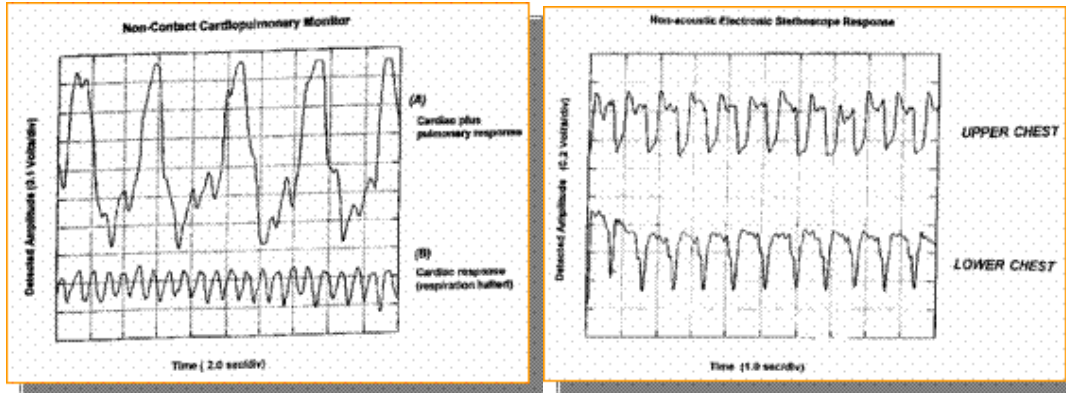 Non-Contact Cardiopulmonary Monitor
Detected Amplitude (0.1 Volts/div)
(A)
Cardiac plus
pulmonary response
(B)
Cardiac response
(respiration halted)
Time ( 2.0 sec/div)
Non-acoustic Electronic Stethoscope Response
Detected Amplitude (0.2 Volts/div)
UPPER CHEST
LOWER CHEST
Time (1.0 sec/div)